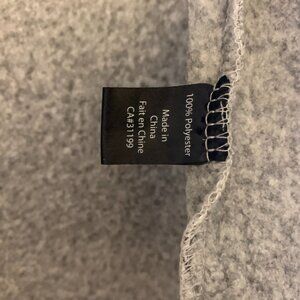 100% Polyester
Made in
China
Fait en Chine
CA#31199